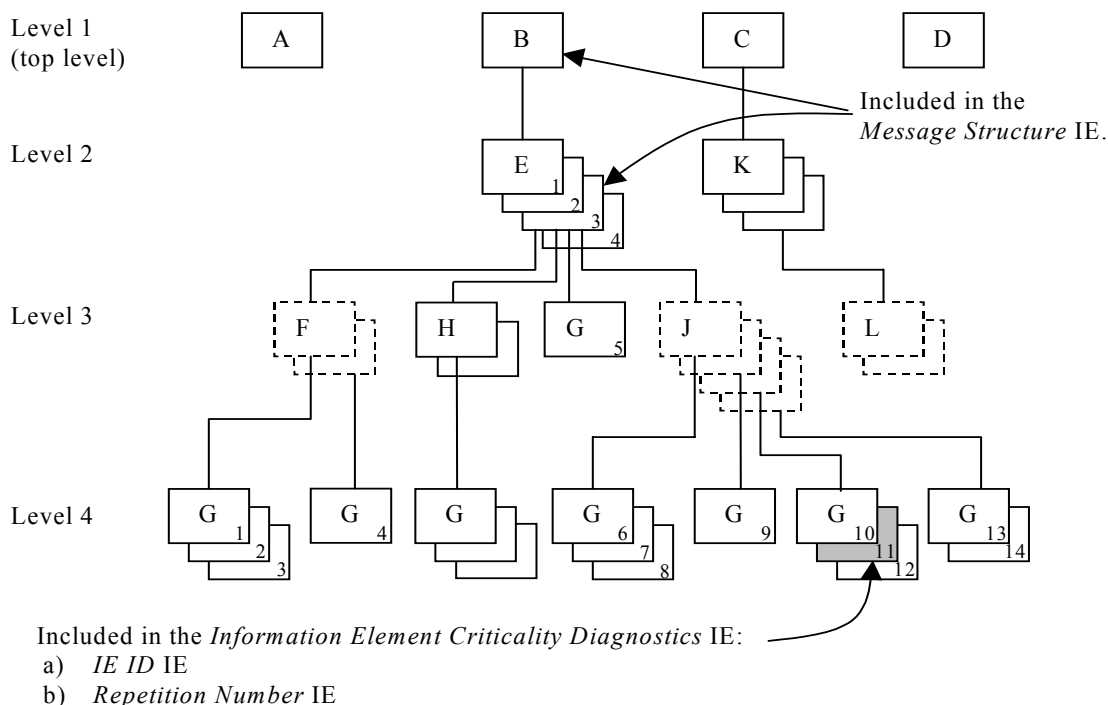 Level 1
(top level)
A
B
C
D
Included in the
Message Structure IE.
Level 2
E
1
2
3
4
K
Level 3
F
H
G
5
J
L
Level 4
G
1
2
3
G
4
G
G
6
7
8
G
9
G
10
11
12
G
13
14
Included in the Information Element Criticality Diagnostics IE:
a) IE ID IE
b) Repetition Number IE